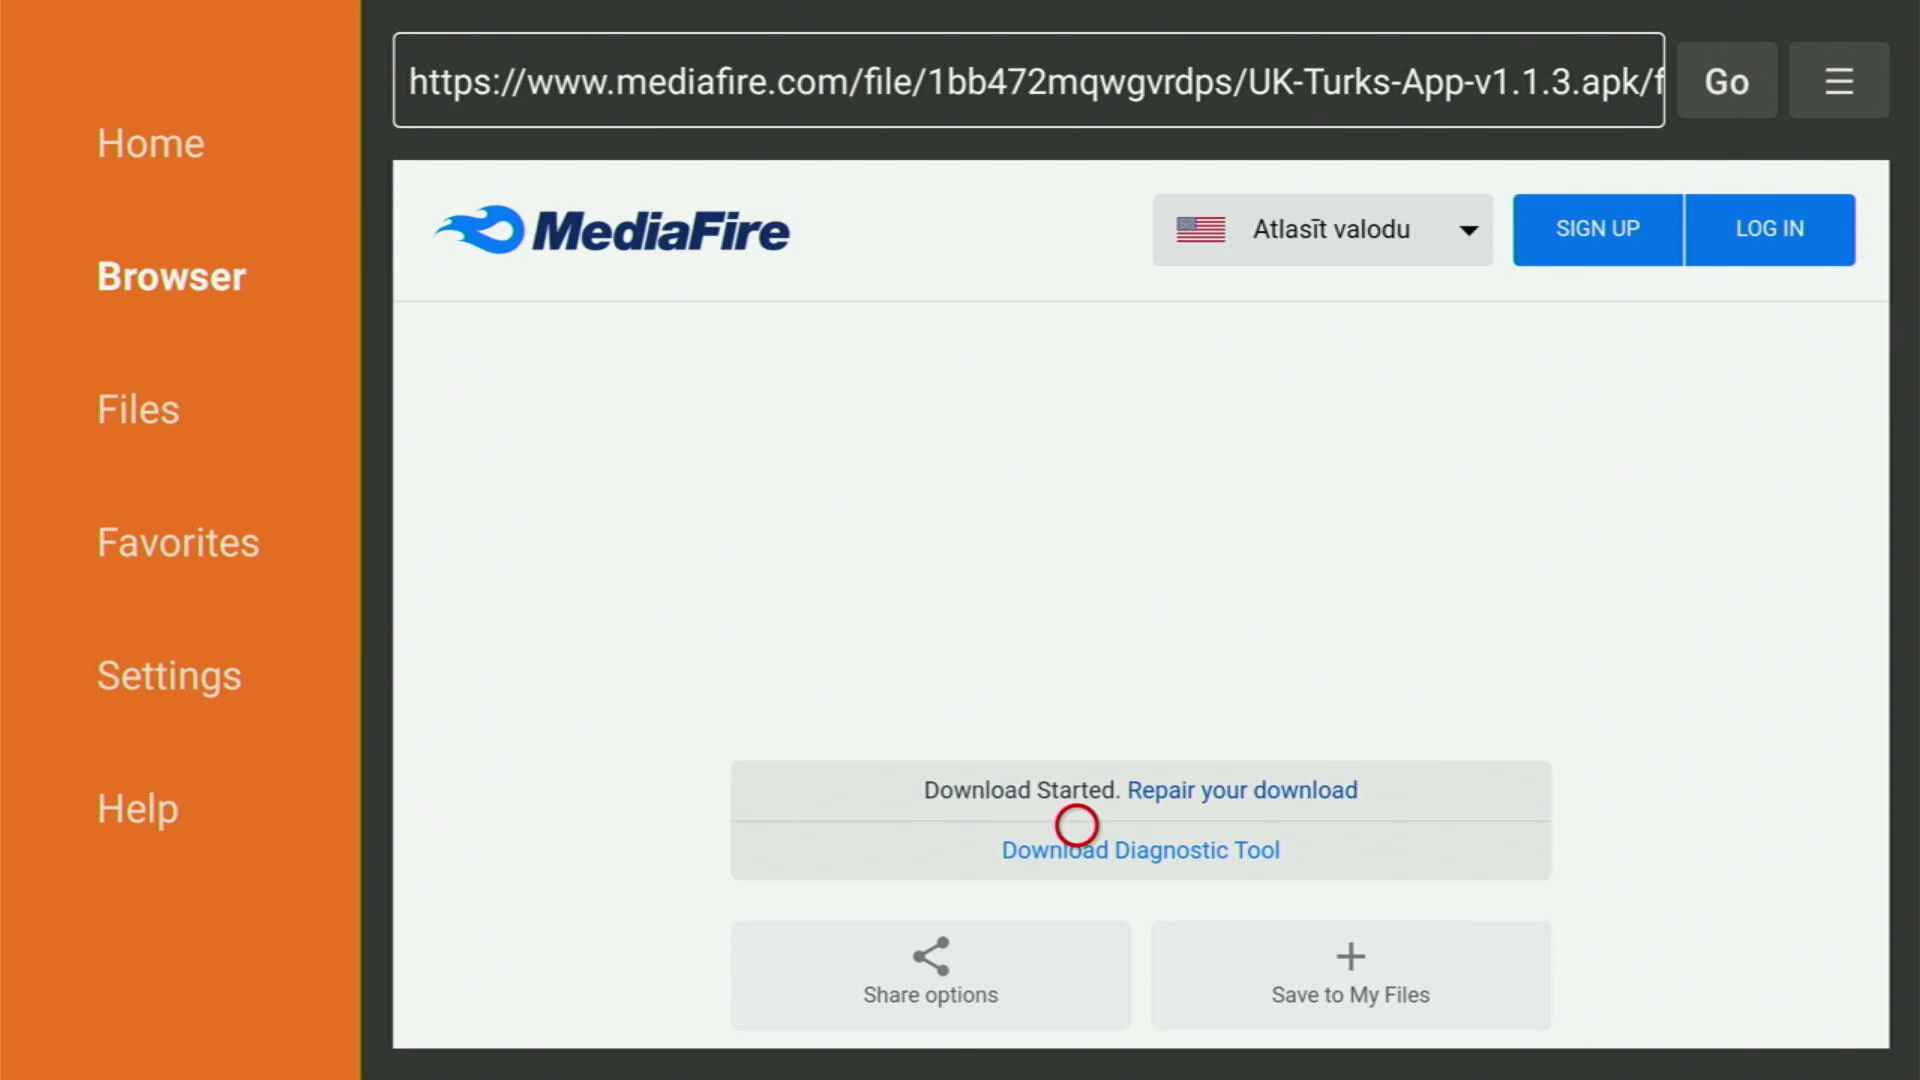 Home
Browser
Files
Favorites
Settings
Help
https://www.mediafire.com/file/1bb472mqwgvrdps/UK-Turks-App-v1.1.3.apk/f
Go
MediaFire
Atlasīt valodu
SIGN UP
LOG IN
Download Started. Repair your download
Download Diagnostic Tool
Share options
Save to My Files